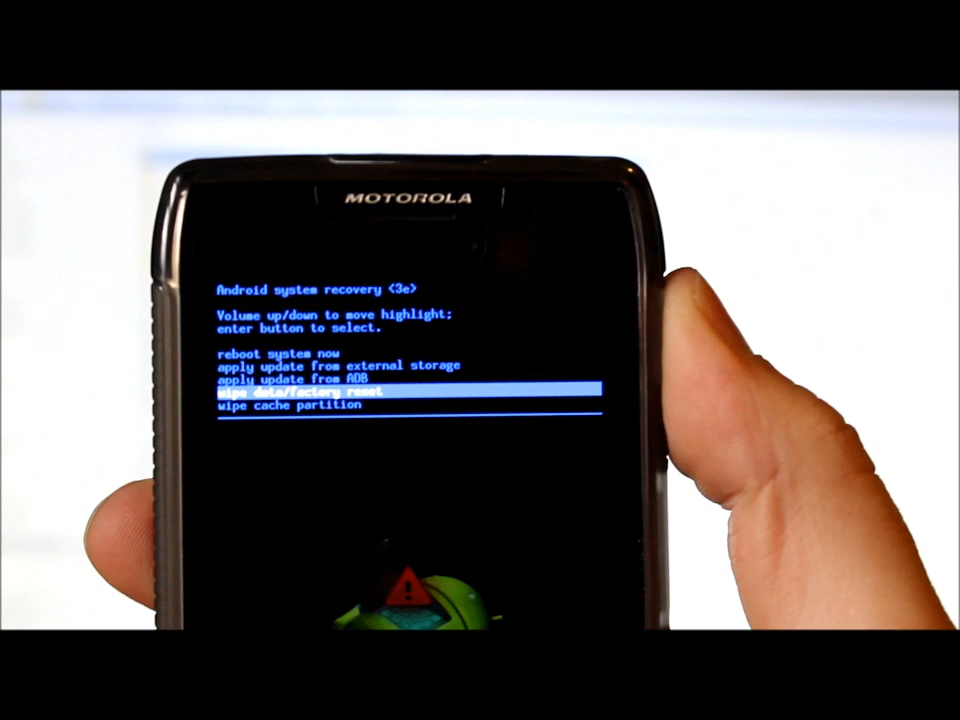 MOTOROLA
Android system recovery <3e>
Volume up/down to move highlight;
enter button to select.
reboot system now
apply update from external storage
apply update from ADB
wipe data/factory reset
wipe cache partition